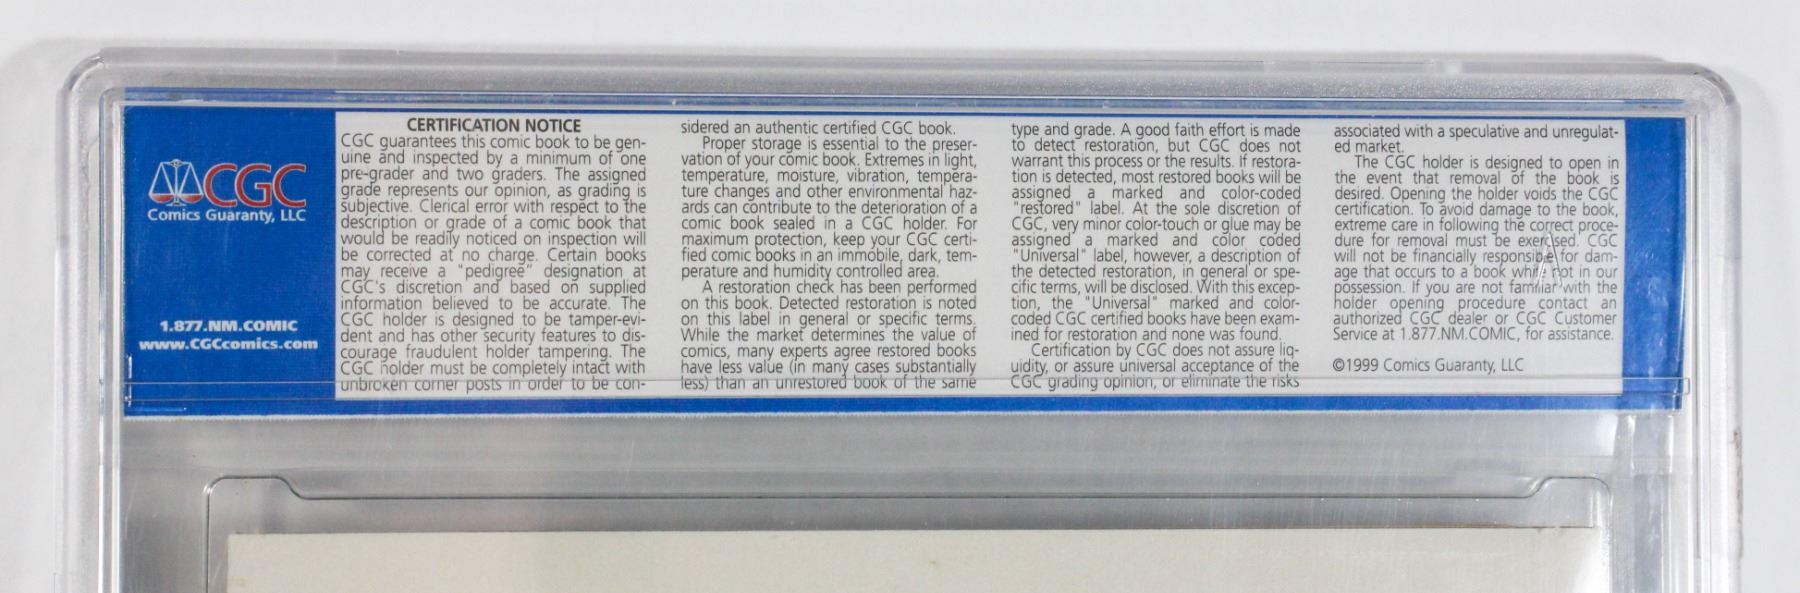 CGC
Comics Guaranty, LLC
1.877.NM.COMIC
www.CGCcomics.com
CERTIFICATION NOTICE
CGC guarantees this comic book to be gen-
uine and inspected by a minimum of one
pre-grader and two graders. The assigned
grade represents our opinion, as grading is
subjective. Clerical error with respect to the
description or grade of a comic book that
would be readily noticed on inspection will
be corrected at no charge. Certain books
may receive a "pedigree" designation at
CGC's discretion and based on supplied
information believed to be accurate. The
CGC holder is designed to be tamper-evi-
dent and has other security features to dis-
courage fraudulent holder tampering. The
CGC holder must be completely intact with
unbroken corner posts in order to be con-
sidered an authentic certified CGC book.
Proper storage is essential to the preser-
vation of your comic book. Extremes in light,
temperature, moisture, vibration, tempera-
ture changes and other environmental haz-
ards can contribute to the deterioration of a
comic book sealed in a CGC holder. For
maximum protection, keep your CGC certi-
fied comic books in an immobile, dark, tem-
perature and humidity controlled area.
A restoration check has been performed
on this book. Detected restoration is noted
on this label in general or specific terms.
While the market determines the value of
comics, many experts agree restored books
have less value (in many cases substantially
less) than an unrestored book of the same
type and grade. A good faith effort is made
to detect restoration, but CGC does not
warrant this process or the results. If restora-
tion is detected, most restored books will be
assigned a marked and color-coded
"restored" label. At the sole discretion of
CGC, very minor color-touch or glue may be
assigned a marked and color coded
"Universal" label, however, a description of
the detected restoration, in general or spe-
cific terms, will be disclosed. With this excep-
tion, the "Universal" marked and color-
coded CGC certified books have been exam-
ined for restoration and none was found.
Certification by CGC does not assure liq-
uidity, or assure universal acceptance of the
CGC grading opinion, or eliminate the risks
associated with a speculative and unregulat-
ed market.
The CGC holder is designed to open in
the event that removal of the book is
desired. Opening the holder voids the CGC
certification. To avoid damage to the book,
extreme care in following the correct proce-
dure for removal must be exercised. CGC
will not be financially responsible for dam-
age that occurs to a book while not in our
possession. If you are not familiar with the
holder opening procedure contact an
authorized CGC dealer or CGC Customer
Service at 1.877.NM.COMIC, for assistance.
©1999 Comics Guaranty, LLC